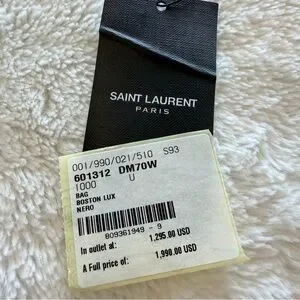 SAINT LAURENT
PARIS
001/990/021/510 S93
601312 DM70W
1000 U
BAG
BOSTON LUX
NERO
809361949 - 9
In outlet at: 1,295.00 USD
A Full price of: 1,990.00 USD